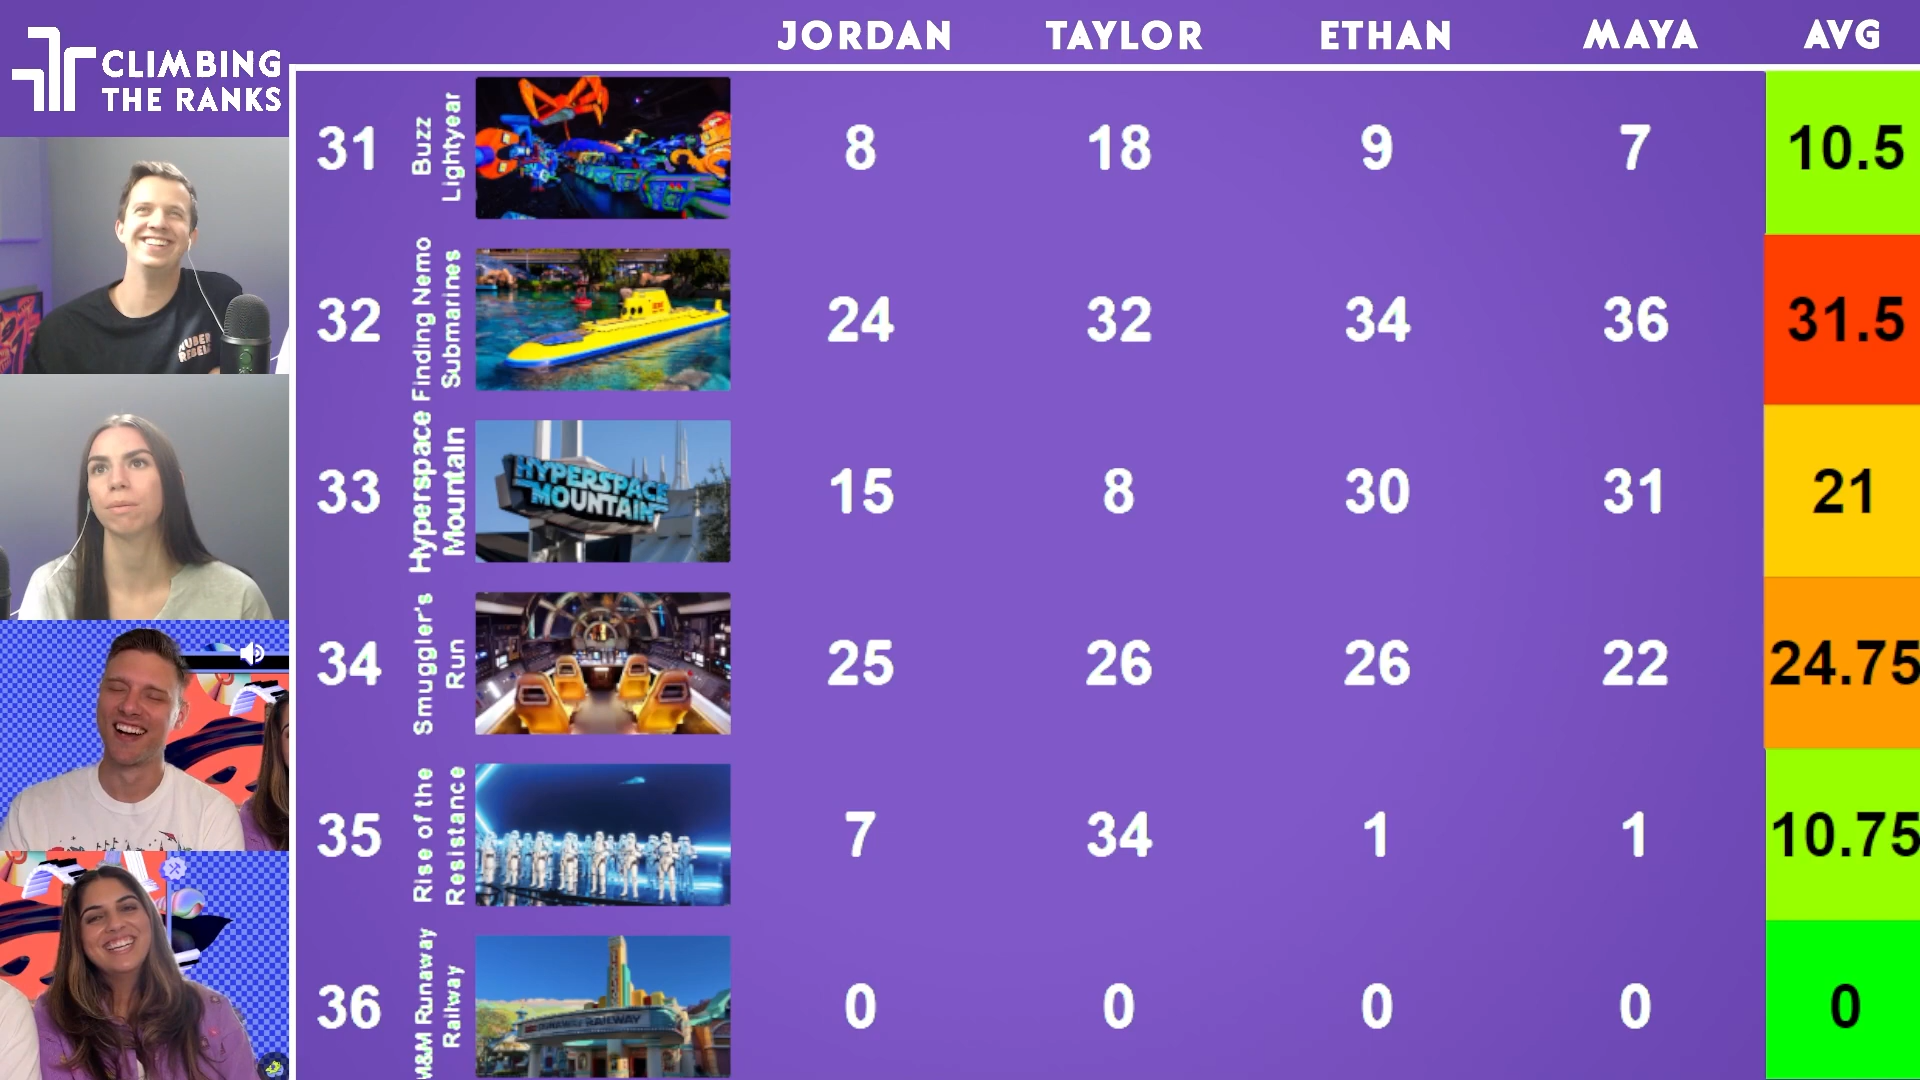 CLIMBING
THE RANKS
JORDAN TAYLOR ETHAN MAYA AVG
31 Buzz Lightyear 8 18 9 7 10.5
32 Finding Nemo Submarines 24 32 34 36 31.5
33 Hyperspace Mountain 15 8 30 31 21
HYPERSPACE
MOUNTAIN
34 Smuggler's Run 25 26 26 22 24.75
35 Rise of the Resistance 7 34 1 1 10.75
36 M&M Runaway Railway 0 0 0 0 0
RUNAWAY RAILWAY